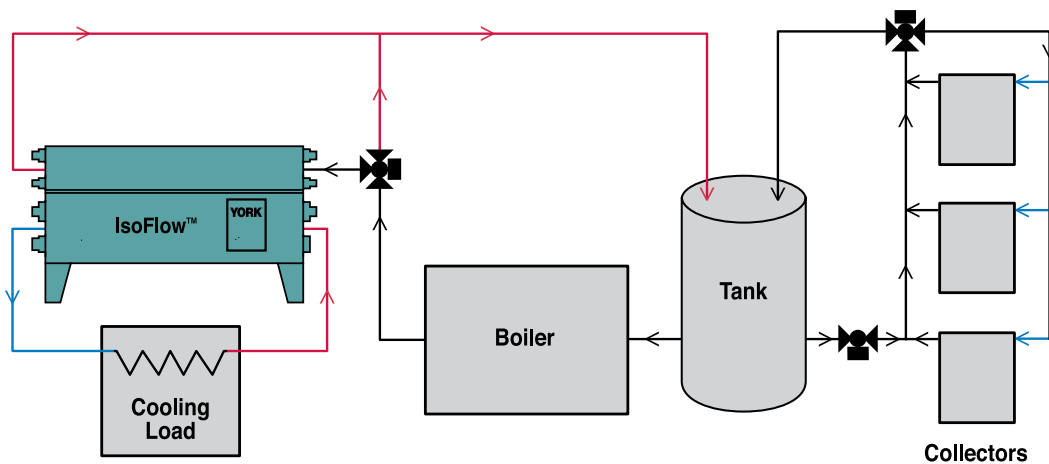 IsoFlow™
YORK
Cooling
Load
Boiler
Tank
Collectors